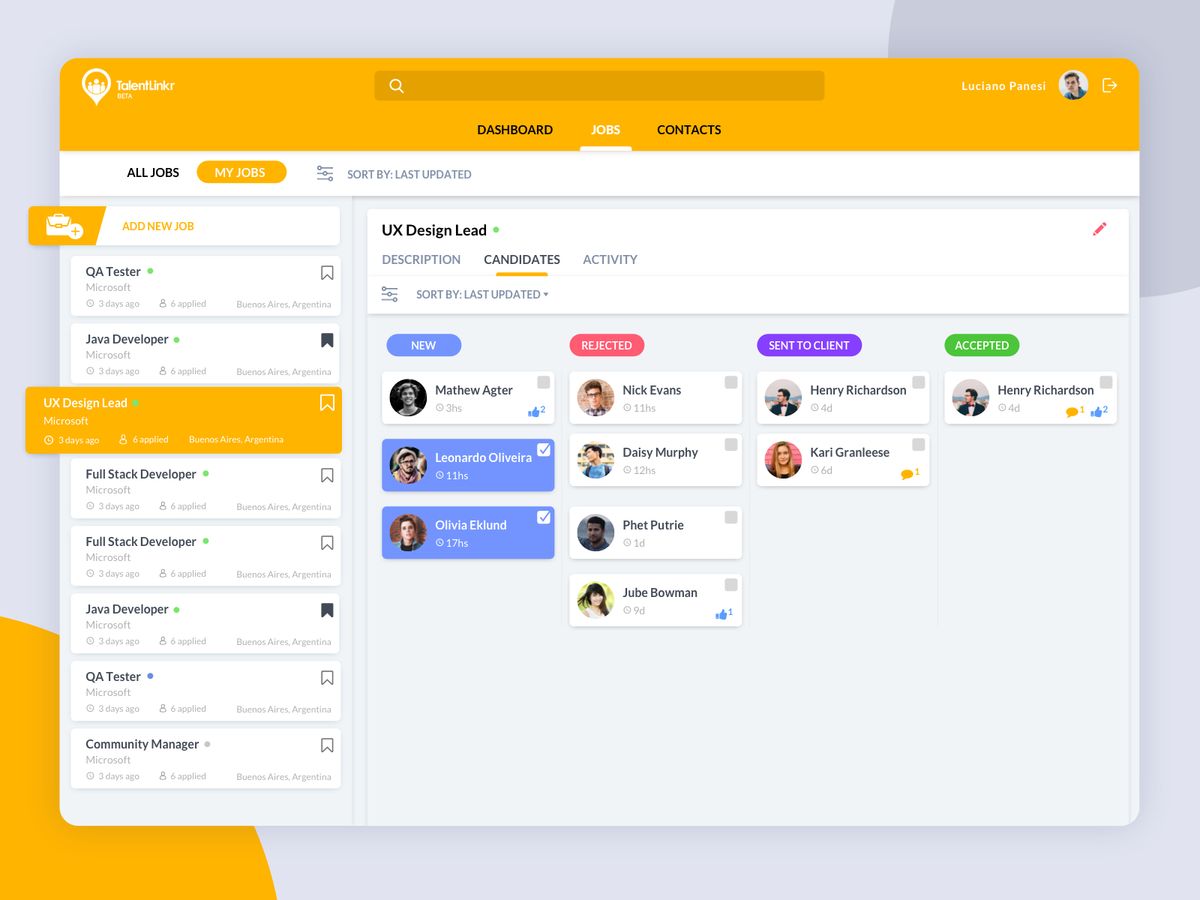 TalentLinkr
BETA
Luciano Panesi
DASHBOARD JOBS CONTACTS
ALL JOBS MY JOBS SORT BY: LAST UPDATED
ADD NEW JOB
QA Tester
Microsoft
3 days ago 6 applied Buenos Aires, Argentina
Java Developer
Microsoft
3 days ago 6 applied Buenos Aires, Argentina
UX Design Lead
Microsoft
3 days ago 6 applied Buenos Aires, Argentina
Full Stack Developer
Microsoft
3 days ago 6 applied Buenos Aires, Argentina
Full Stack Developer
Microsoft
3 days ago 6 applied Buenos Aires, Argentina
Java Developer
Microsoft
3 days ago 6 applied Buenos Aires, Argentina
QA Tester
Microsoft
3 days ago 6 applied Buenos Aires, Argentina
Community Manager
Microsoft
3 days ago 6 applied Buenos Aires, Argentina
UX Design Lead
DESCRIPTION CANDIDATES ACTIVITY
SORT BY: LAST UPDATED
NEW
Mathew Agter
3hs 2
Leonardo Oliveira
11hs
Olivia Eklund
17hs
REJECTED
Nick Evans
11hs
Daisy Murphy
12hs
Phet Putrie
1d
Jube Bowman
9d 1
SENT TO CLIENT
Henry Richardson
4d
Kari Granleese
6d 1
ACCEPTED
Henry Richardson
4d 1 2